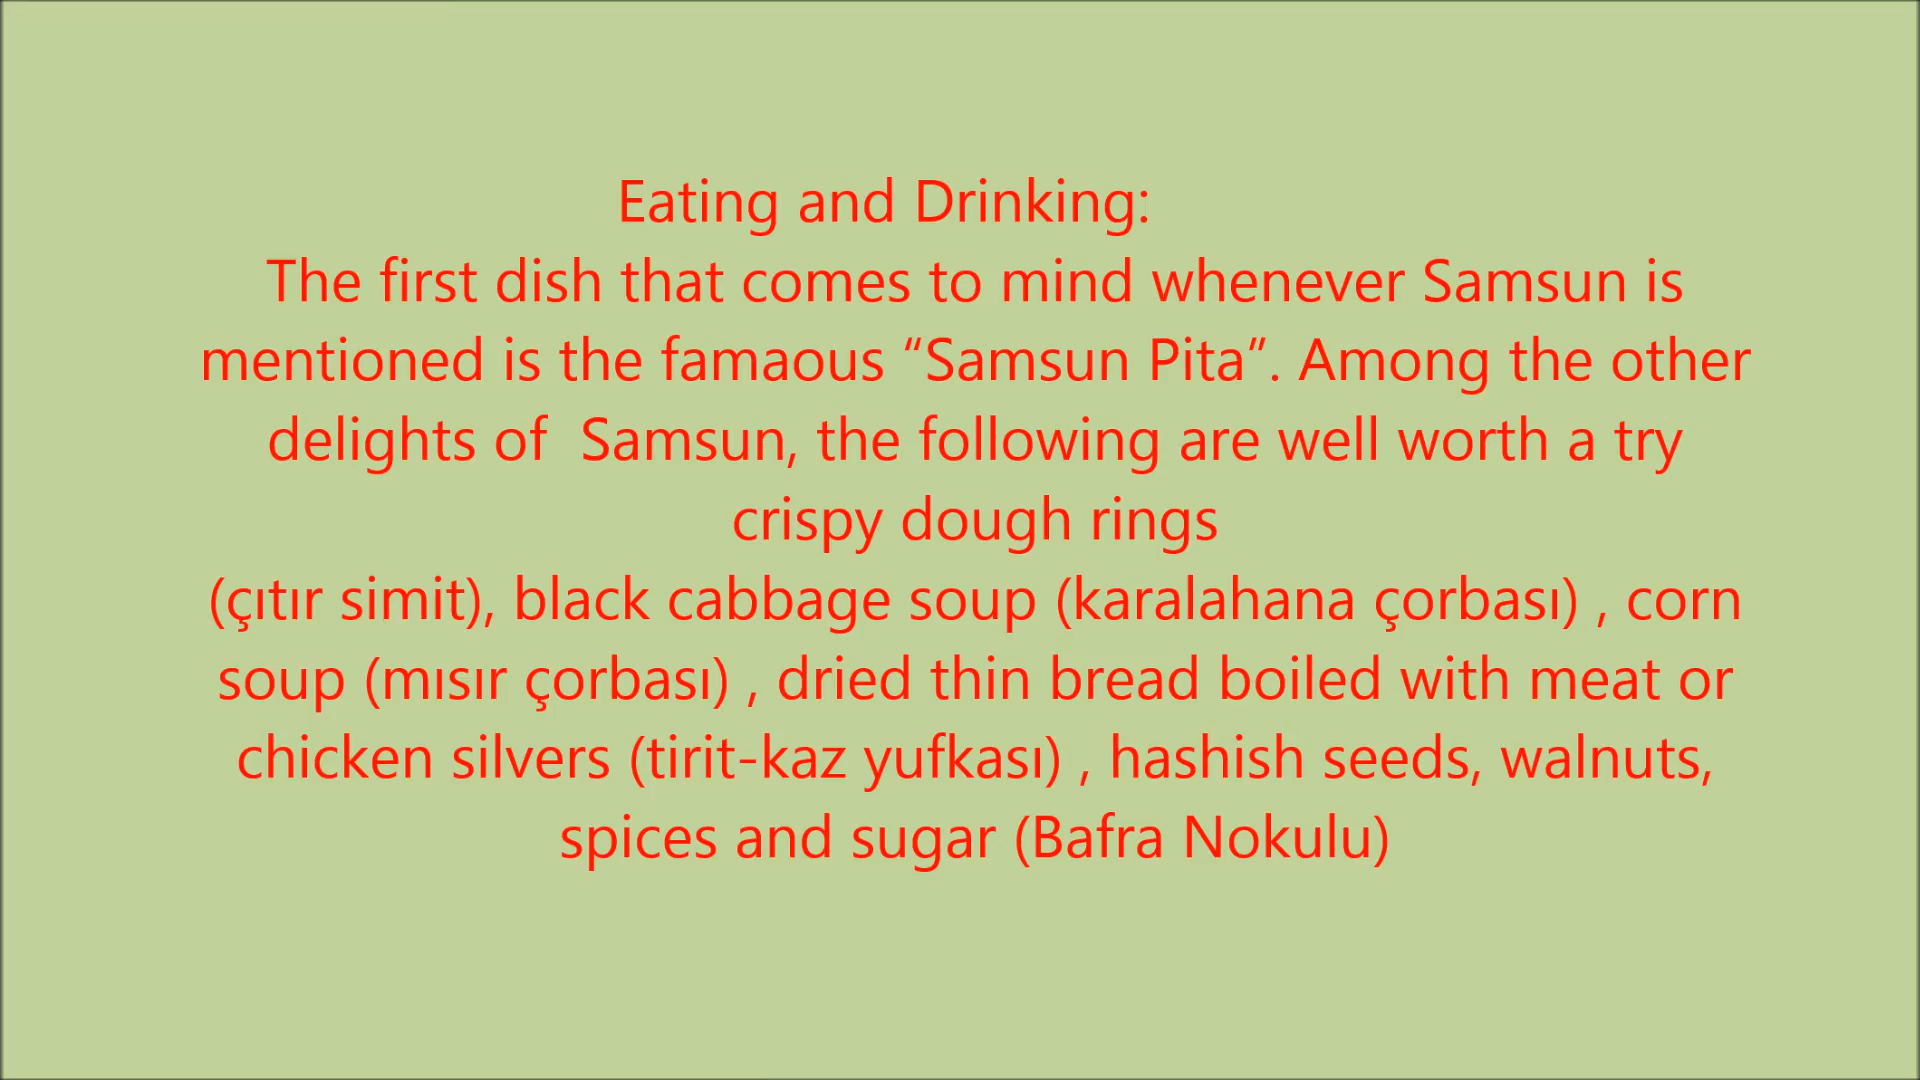 Eating and Drinking:
The first dish that comes to mind whenever Samsun is
mentioned is the famaous “Samsun Pita”. Among the other
delights of  Samsun, the following are well worth a try
crispy dough rings
(çıtır simit), black cabbage soup (karalahana çorbası) , corn
soup (mısır çorbası) , dried thin bread boiled with meat or
chicken silvers (tirit-kaz yufkası) , hashish seeds, walnuts,
spices and sugar (Bafra Nokulu)